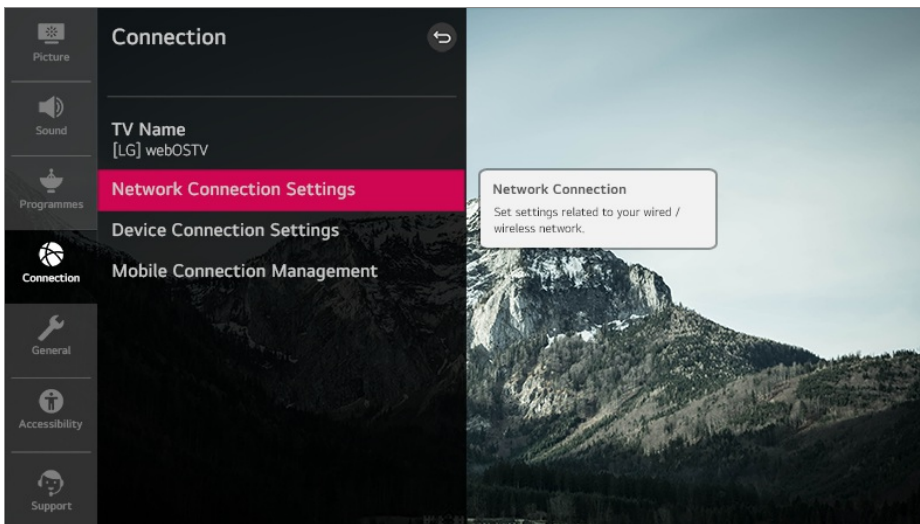 Picture
Sound
Programmes
Connection
General
Accessibility
Support
Connection
TV Name
[LG] webOSTV
Network Connection Settings
Device Connection Settings
Mobile Connection Management
Network Connection
Set settings related to your wired /
wireless network.